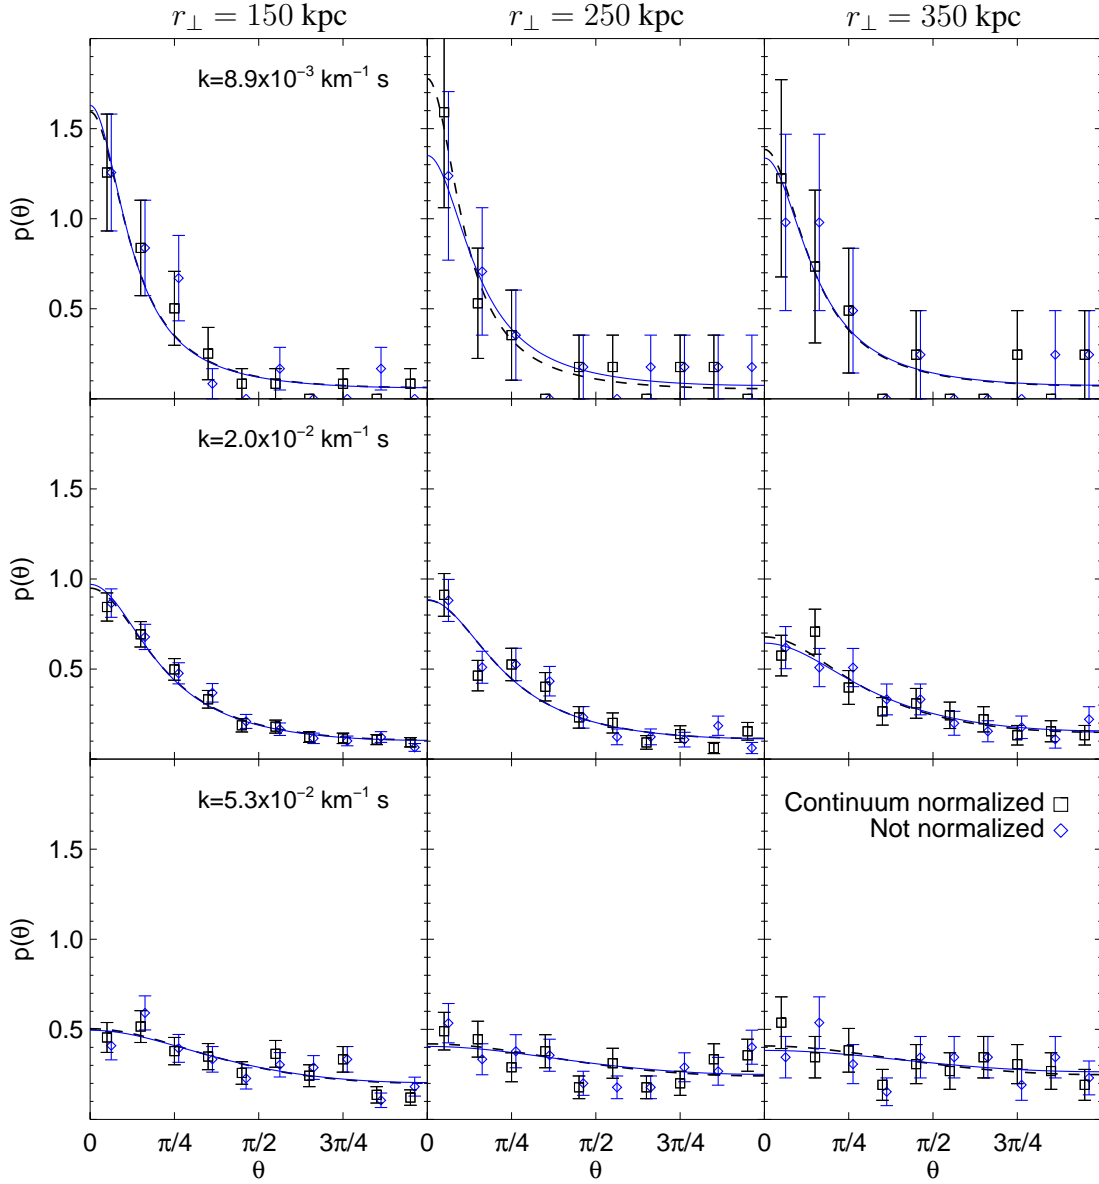 r⊥ = 150 kpc r⊥ = 250 kpc r⊥ = 350 kpc
k=8.9x10⁻³ km⁻¹ s
1.5
1.0
0.5
p(θ)
k=2.0x10⁻² km⁻¹ s
1.5
1.0
0.5
p(θ)
k=5.3x10⁻² km⁻¹ s
Continuum normalized
Not normalized
1.5
1.0
0.5
p(θ)
0 π/4 π/2 3π/4 0 π/4 π/2 3π/4 0 π/4 π/2 3π/4
θ θ θ